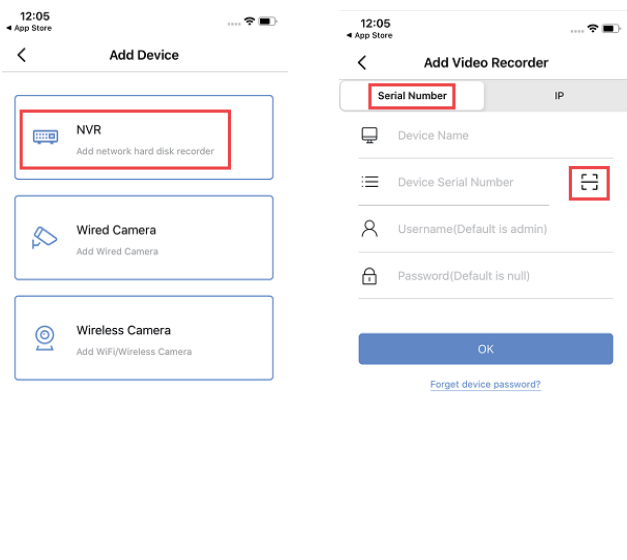 12:05
◀ App Store
Add Device
NVR
Add network hard disk recorder
Wired Camera
Add Wired Camera
Wireless Camera
Add WiFi/Wireless Camera
12:05
◀ App Store
Add Video Recorder
Serial Number
IP
Device Name
Device Serial Number
Username(Default is admin)
Password(Default is null)
OK
Forget device password?